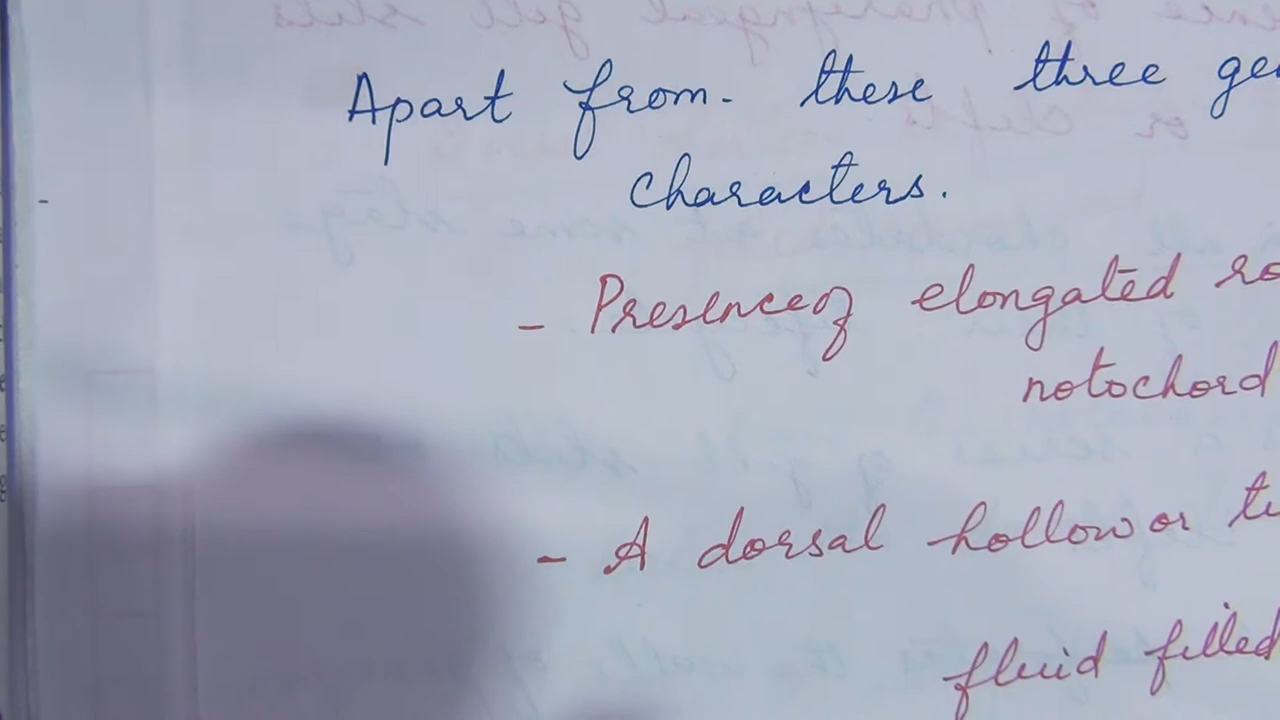 Apart from. these three
characters.
- Presence of elongated
notochord
- A dorsal hollow or
fluid filled